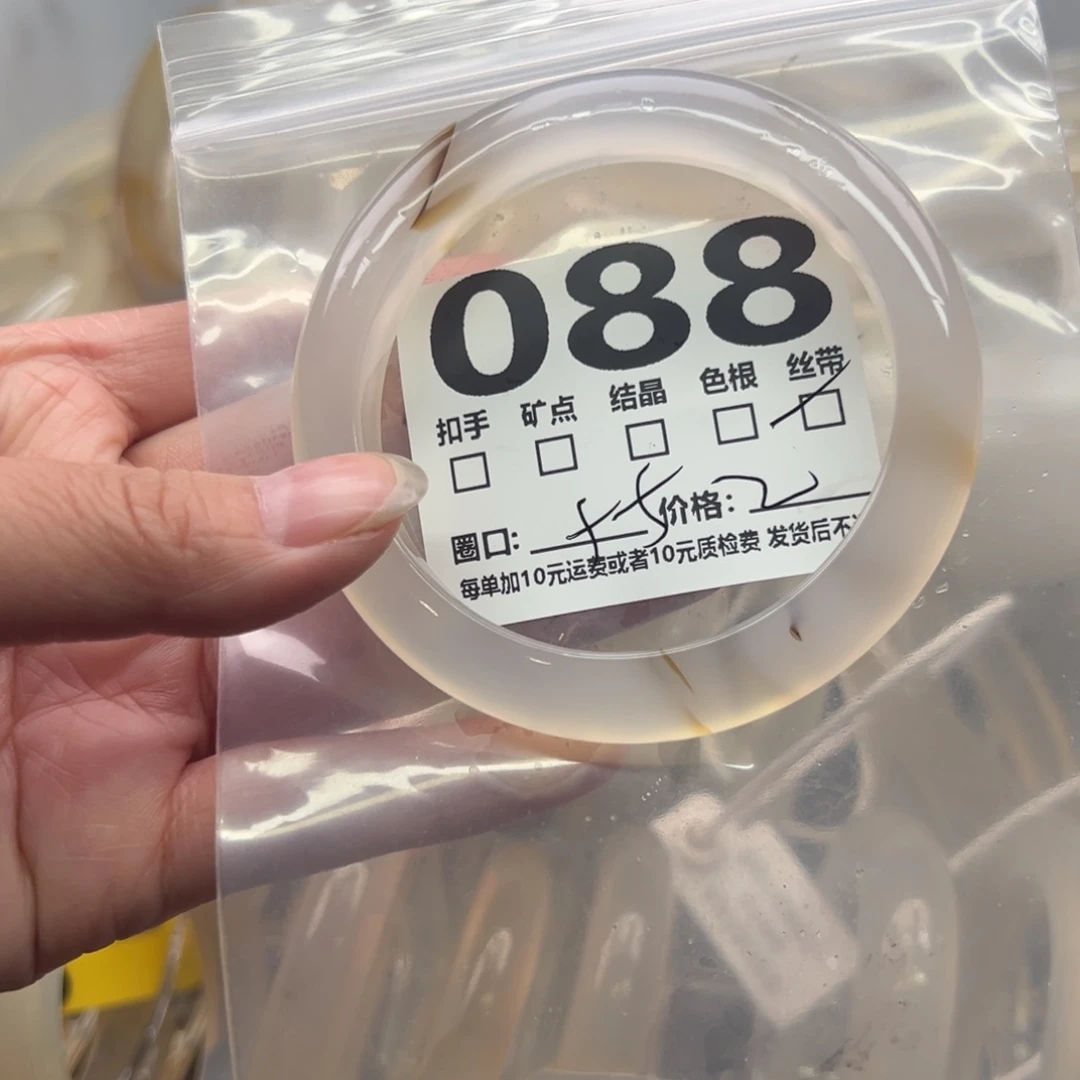 088
扣手 矿点 结晶 色根 丝带
圈口: 价格:
每单加10元运费或者10元质检费 发货后不